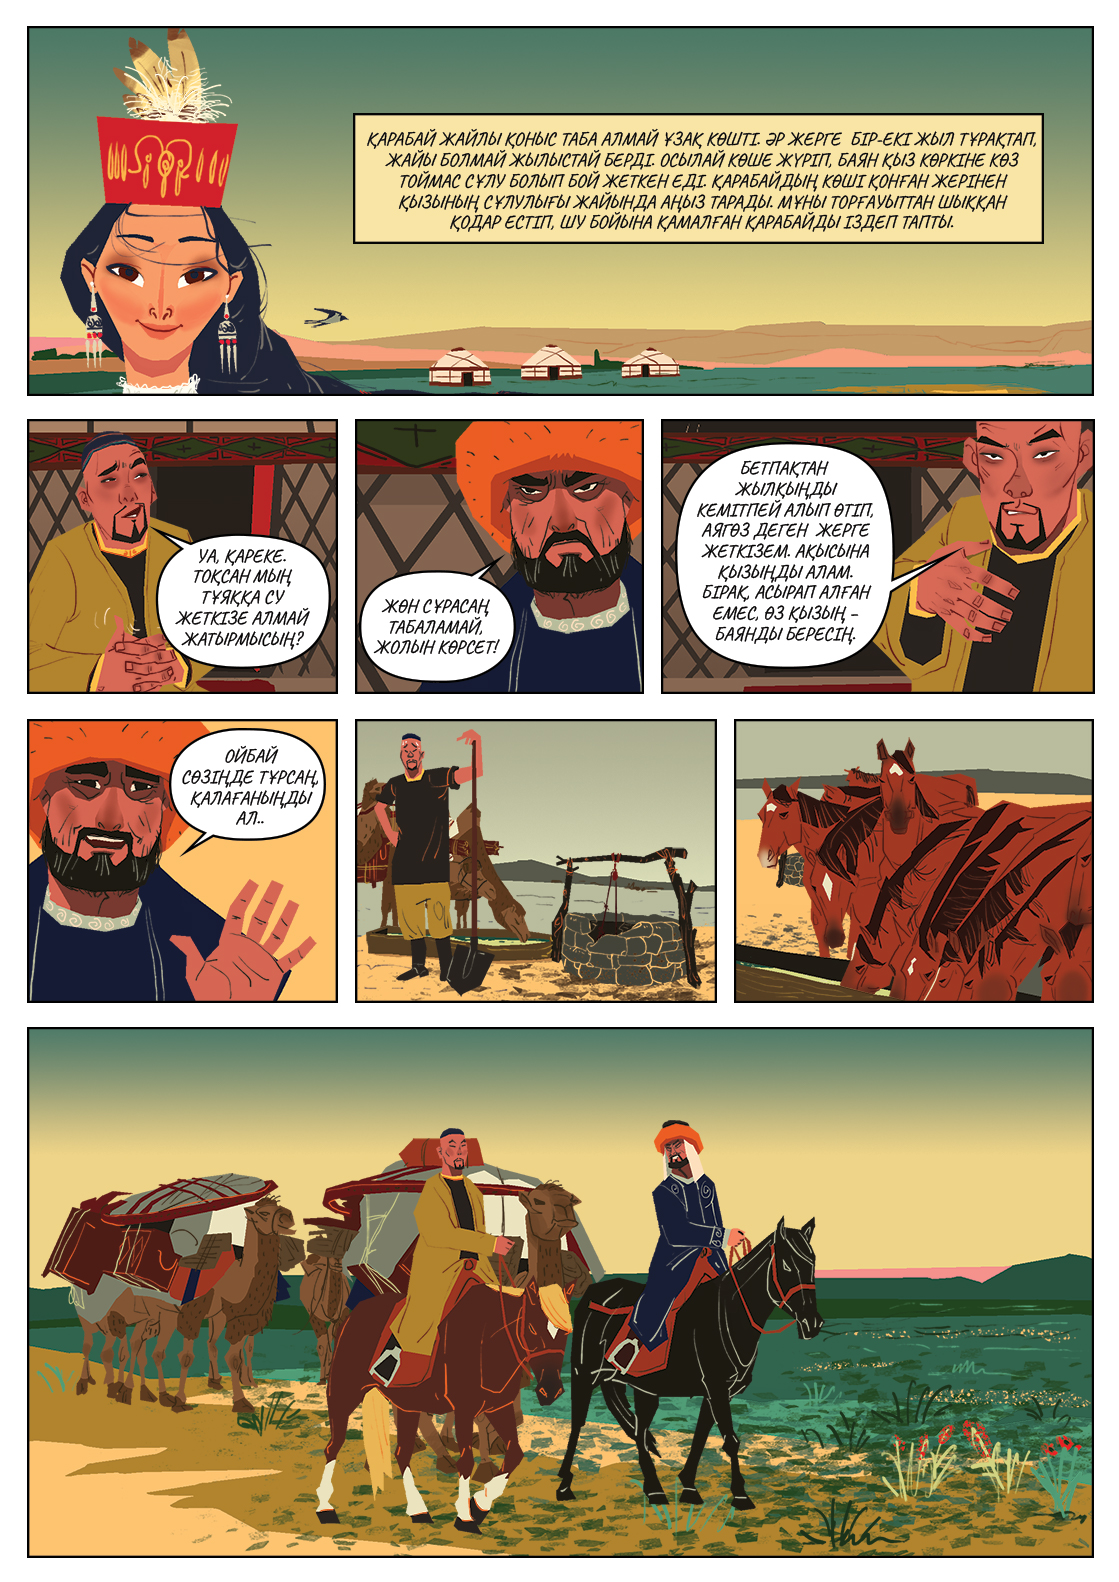 ҚАРАБАЙ ЖАЙЛЫ ҚОНЫС ТАБА АЛМАЙ ҰЗАҚ КӨШТІ. ӘР ЖЕРГЕ БІР-ЕКІ ЖЫЛ ТҰРАҚТАП,
ЖАЙЫ БОЛМАЙ ЖЫЛЫСТАЙ БЕРДІ. ОСЫЛАЙ КӨШЕ ЖҮРІП, БАЯН ҚЫЗ КӨРКІНЕ КӨЗ
ТОЙМАС СҰЛУ БОЛЫП БОЙ ЖЕТКЕН ЕДІ. ҚАРАБАЙДЫҢ КӨШІ ҚОНҒАН ЖЕРІНЕН
ҚЫЗЫНЫҢ СҰЛУЛЫҒЫ ЖАЙЫНДА АҢЫЗ ТАРАДЫ. МҰНЫ ТОРҒАУЫТТАН ШЫҚҚАН
ҚОДАР ЕСТІП, ШУ БОЙЫНА ҚАМАЛҒАН ҚАРАБАЙДЫ ІЗДЕП ТАПТЫ.
УА, ҚАРЕКЕ.
ТОҚСАН МЫҢ
ТҰЯҚҚА СУ
ЖЕТКІЗЕ АЛМАЙ
ЖАТЫРМЫСЫҢ?
ЖӨН СҰРАСАҢ
ТАБАЛАМАЙ,
ЖОЛЫН КӨРСЕТ!
БЕТПАҚТАН
ЖЫЛҚЫҢДЫ
КЕМІТПЕЙ АЛЫП ӨТІП,
АЯГӨЗ ДЕГЕН ЖЕРГЕ
ЖЕТКІЗЕМ. АҚЫСЫНА
ҚЫЗЫҢДЫ АЛАМ.
БІРАҚ, АСЫРАП АЛҒАН
ЕМЕС, ӨЗ ҚЫЗЫҢ –
БАЯНДЫ БЕРЕСІҢ.
ОЙБАЙ
СӨЗІҢДЕ ТҰРСАҢ,
ҚАЛАҒАНЫҢДЫ
АЛ..